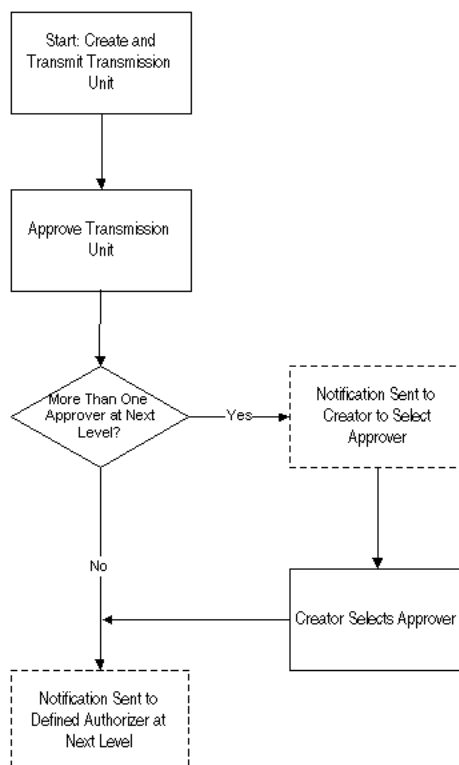 Start: Create and
Transmit Transmission
Unit
Approve Transmission
Unit
More Than One
Approver at Next
Level?
Yes
Notification Sent to
Creator to Select
Approver
No
Creator Selects Approver
Notification Sent to
Defined Authorizer at
Next Level